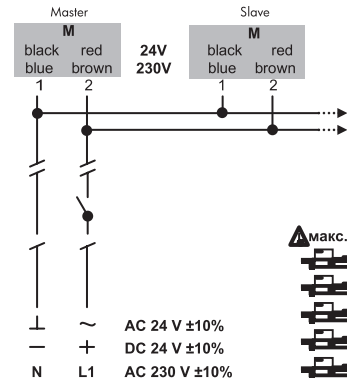 Master Slave
M M
black red 24V black red
blue brown 230V blue brown
1 2 1 2
макс.
⊥ ~ AC 24 V ±10%
— + DC 24 V ±10%
N L1 AC 230 V ±10%